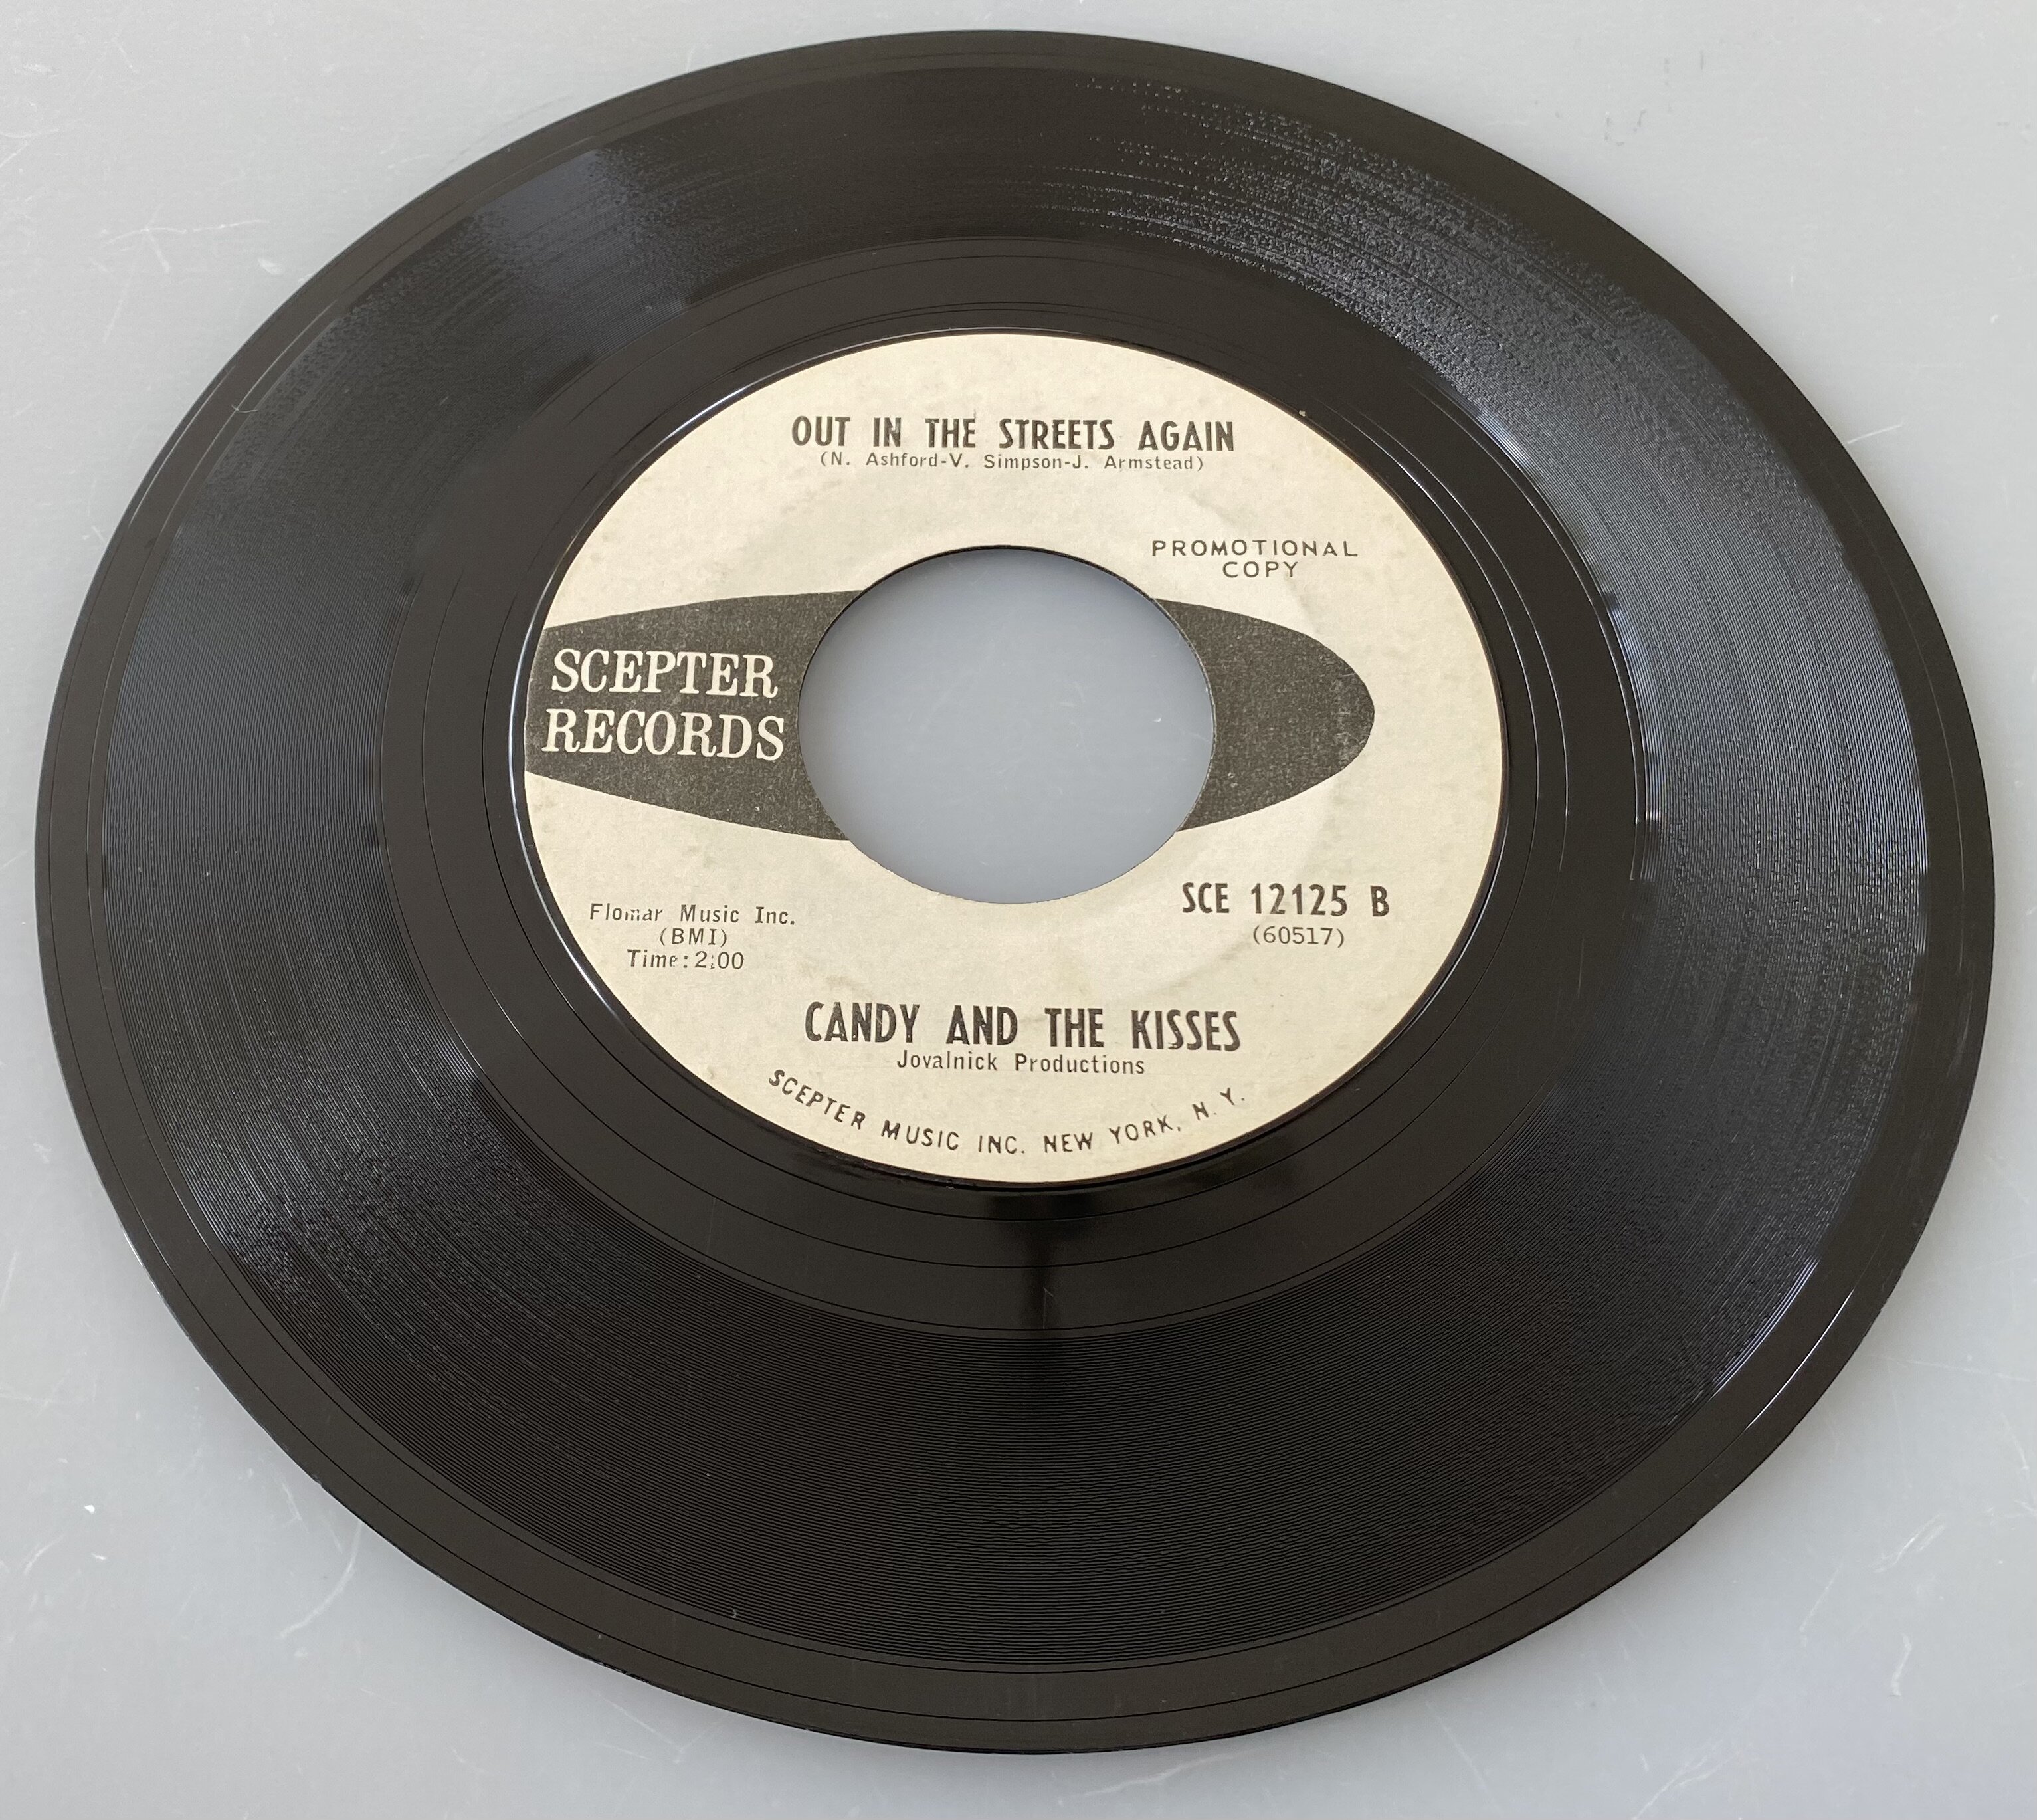 OUT IN THE STREETS AGAIN
(N. Ashford-V. Simpson-J. Armstead)
PROMOTIONAL
COPY
SCEPTER
RECORDS
Flomar Music Inc.
(BMI)
Time:2:00
SCE 12125 B
(60517)
CANDY AND THE KISSES
Jovalnick Productions
SCEPTER MUSIC INC. NEW YORK, N. Y.